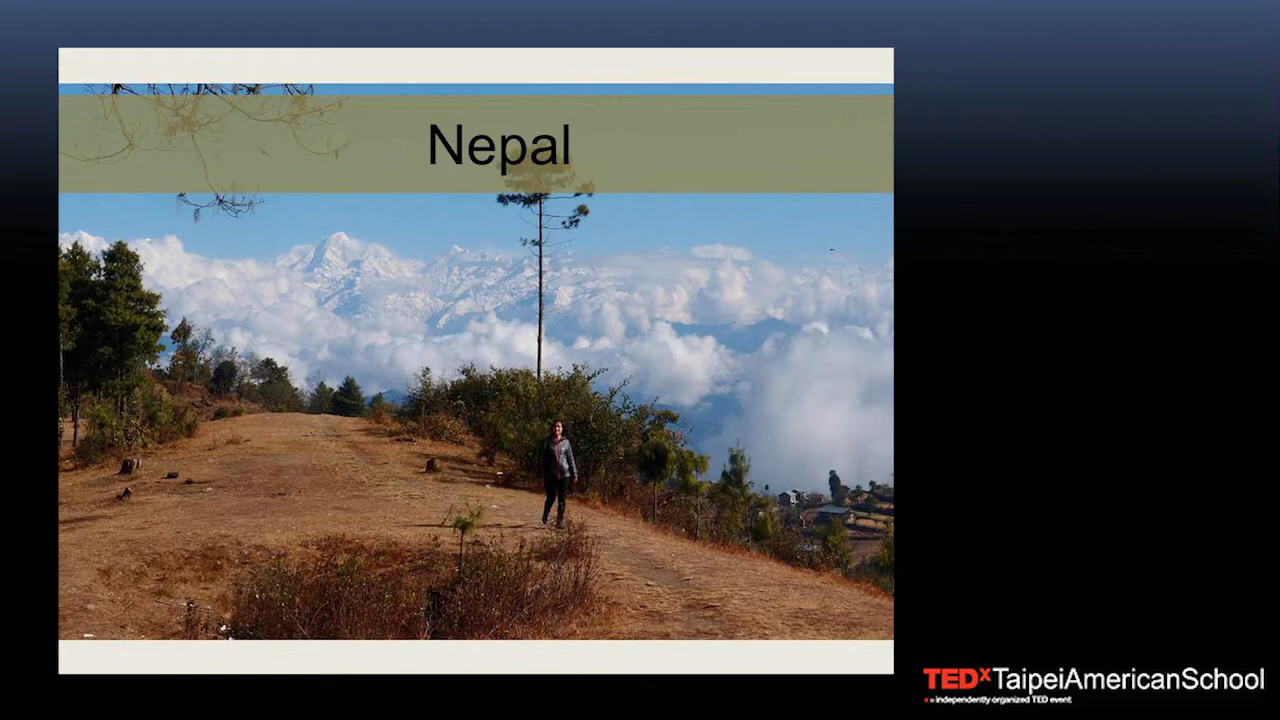 Nepal
TEDxTaipeiAmericanSchool
x = independently organized TED event